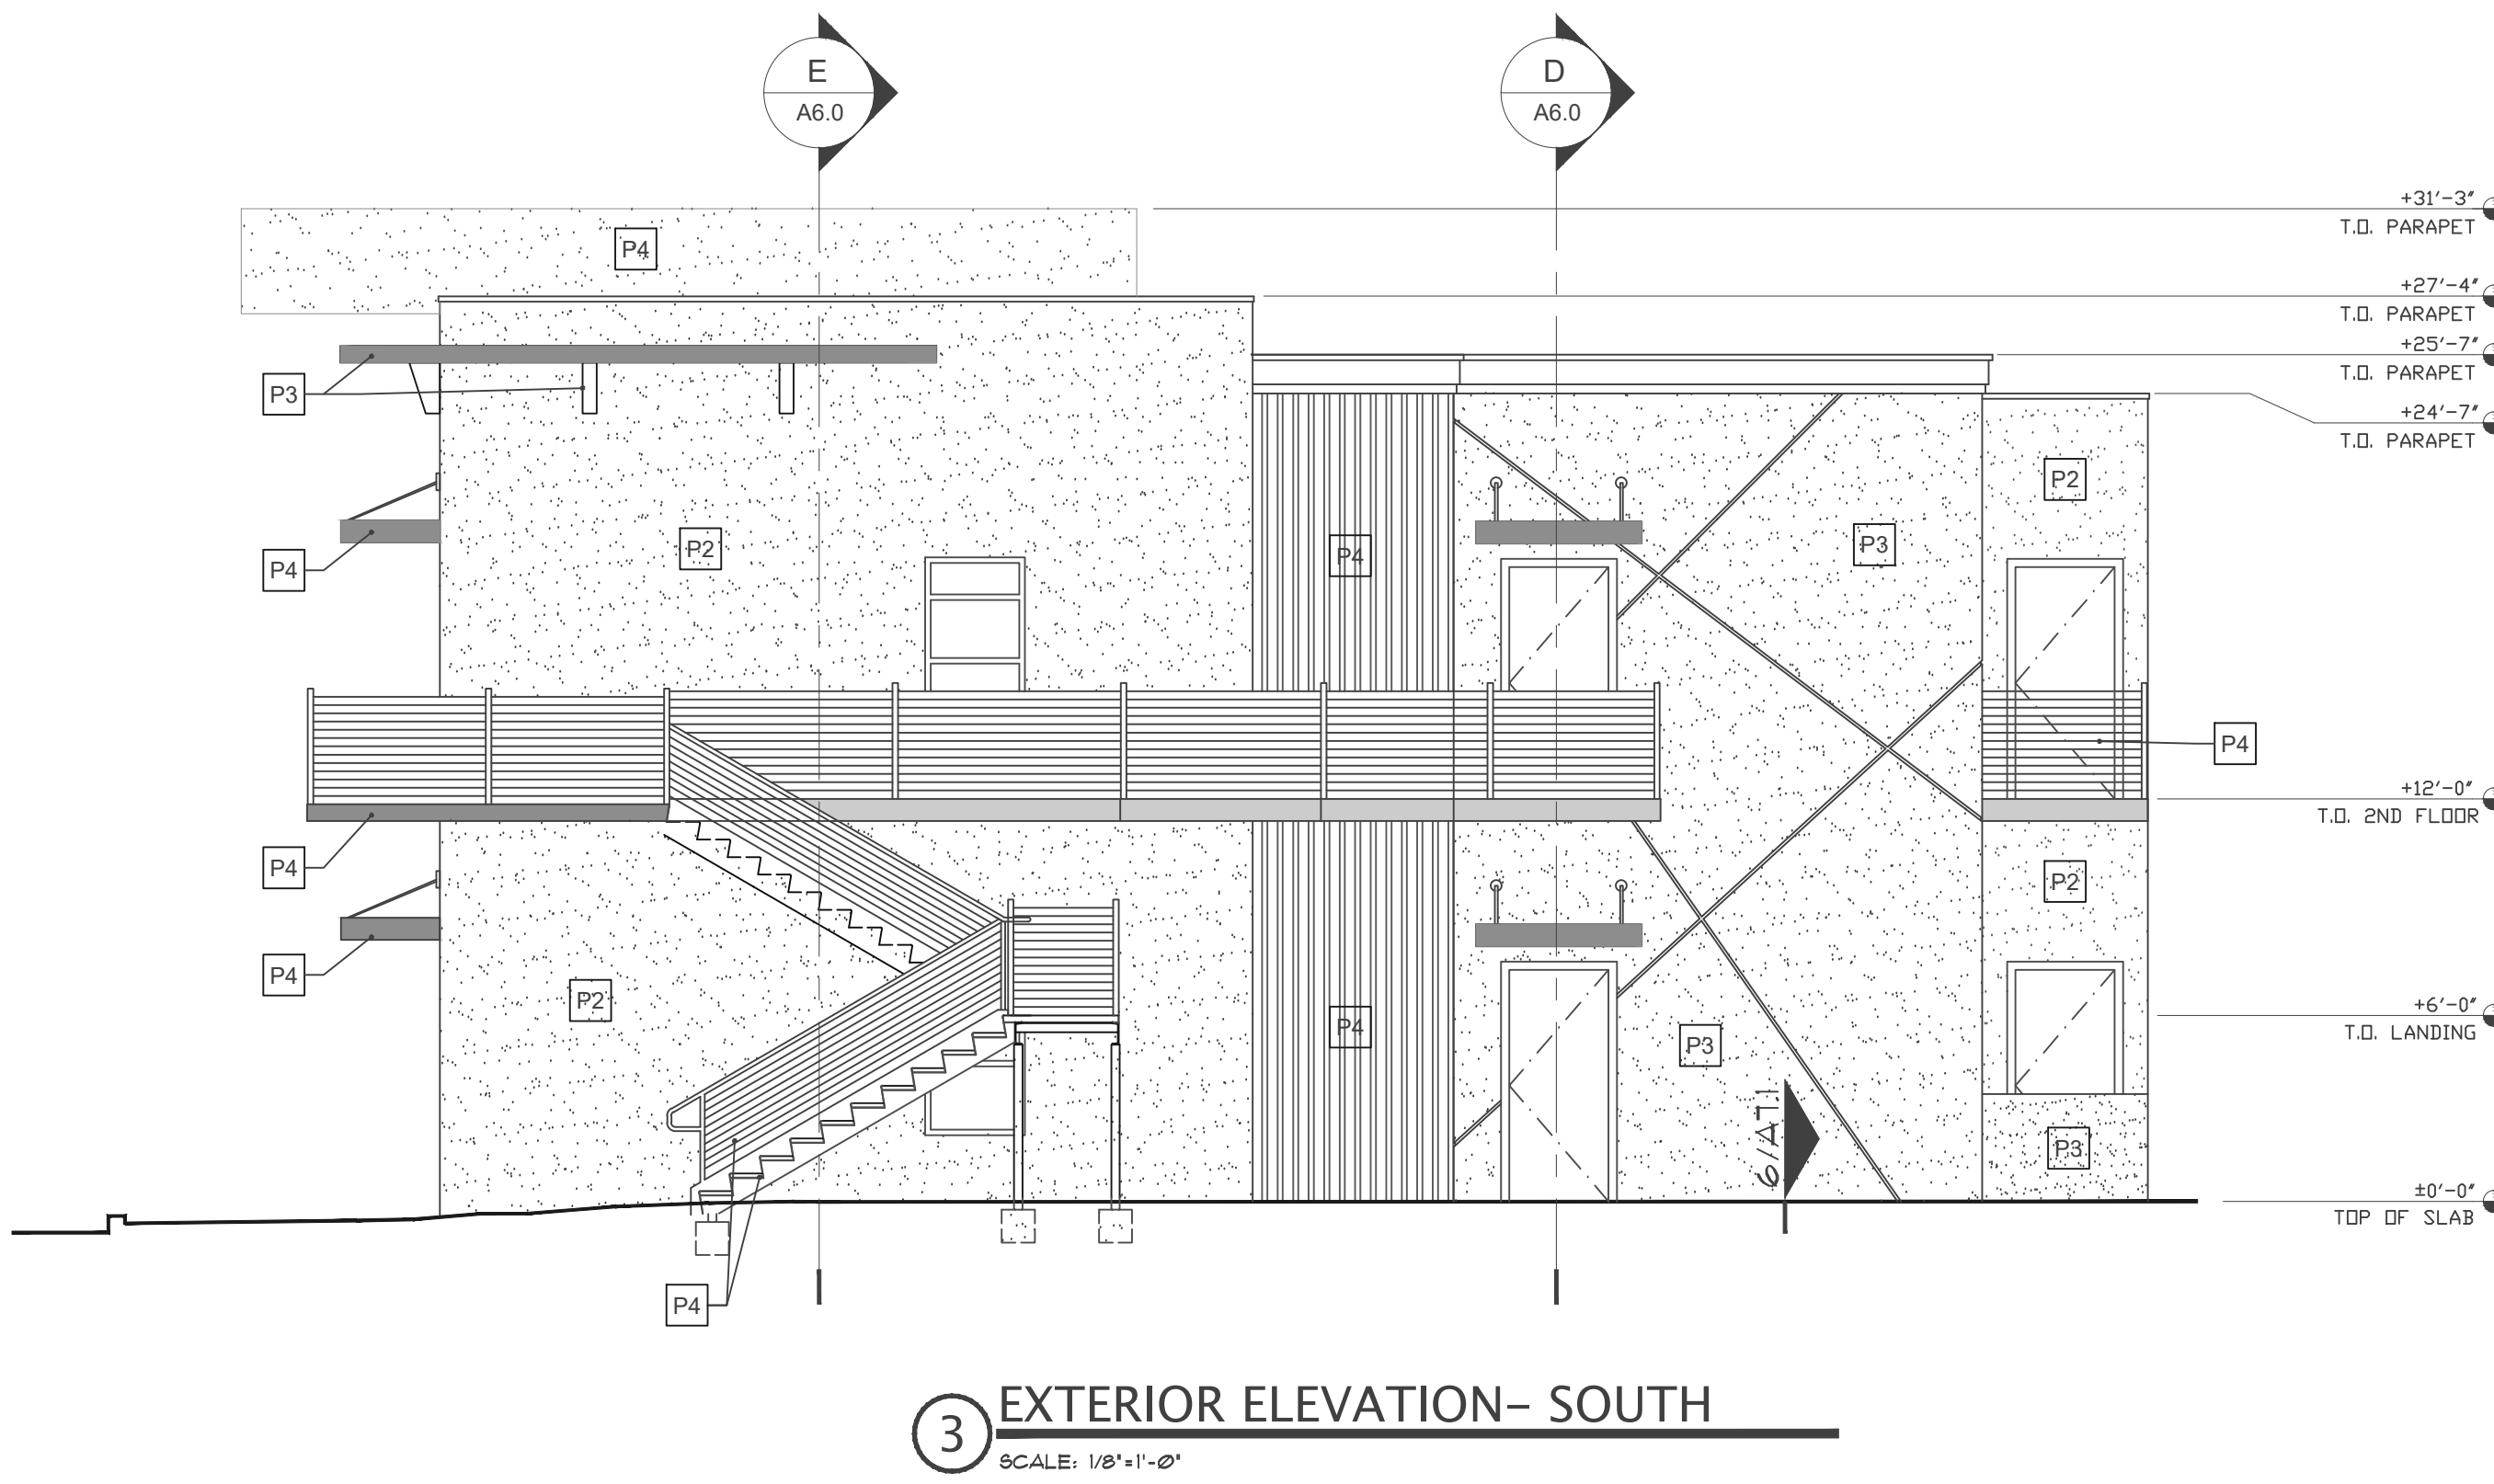 E
A6.0
D
A6.0
+31'-3"
T.O. PARAPET
P4
+27'-4"
T.O. PARAPET
+25'-7"
T.O. PARAPET
P3
+24'-7"
T.O. PARAPET
P2
P2
P4
P3
P4
P4
+12'-0"
T.O. 2ND FLOOR
P4
P2
P4
P2
+6'-0"
T.O. LANDING
P4
P3
6/A7.1
P3
±0'-0"
TOP OF SLAB
P4
3
EXTERIOR ELEVATION- SOUTH
SCALE: 1/8"=1'-0"